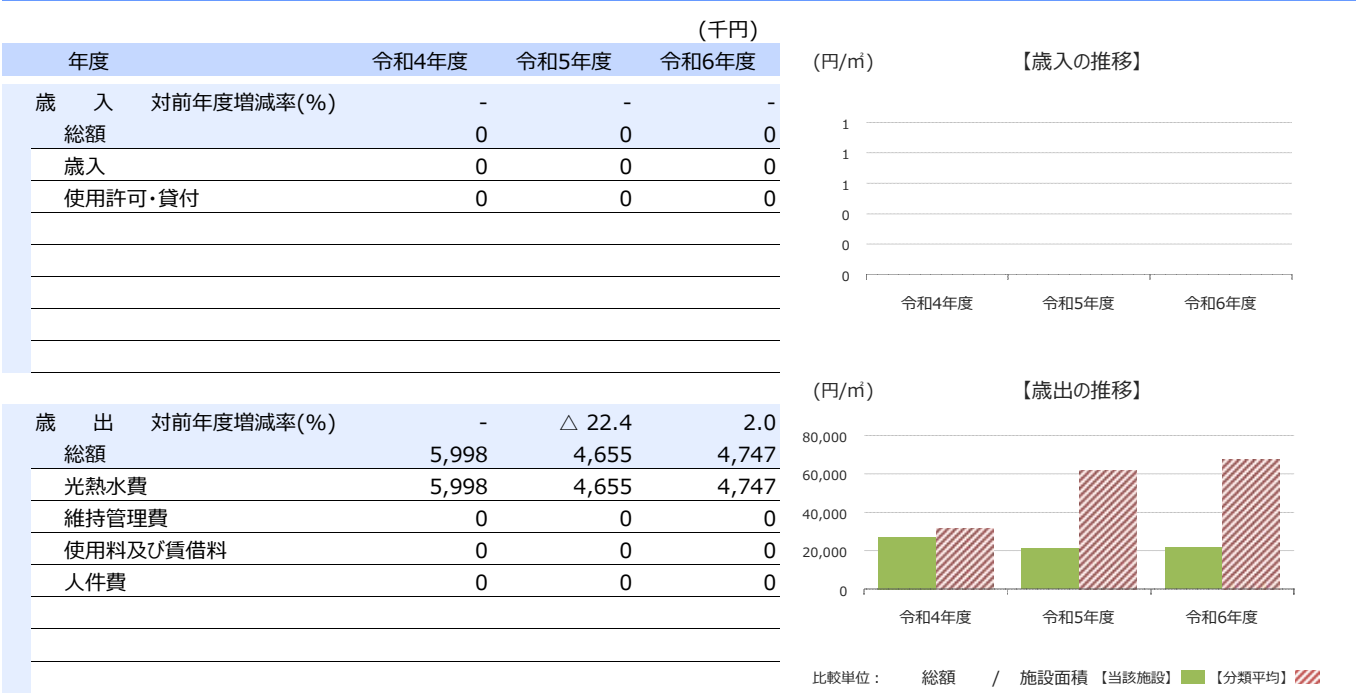 (千円)
年度 令和4年度 令和5年度 令和6年度
歳 入 対前年度増減率(%) - - -
総額 0 0 0
歳入 0 0 0
使用許可・貸付 0 0 0
歳 出 対前年度増減率(%) - △ 22.4 2.0
総額 5,998 4,655 4,747
光熱水費 5,998 4,655 4,747
維持管理費 0 0 0
使用料及び賃借料 0 0 0
人件費 0 0 0
(円/㎡) 【歳入の推移】
1
1
1
0
0
0
令和4年度 令和5年度 令和6年度
(円/㎡) 【歳出の推移】
80,000
60,000
40,000
20,000
0
令和4年度 令和5年度 令和6年度
比較単位： 総額 / 施設面積 【当該施設】 【分類平均】